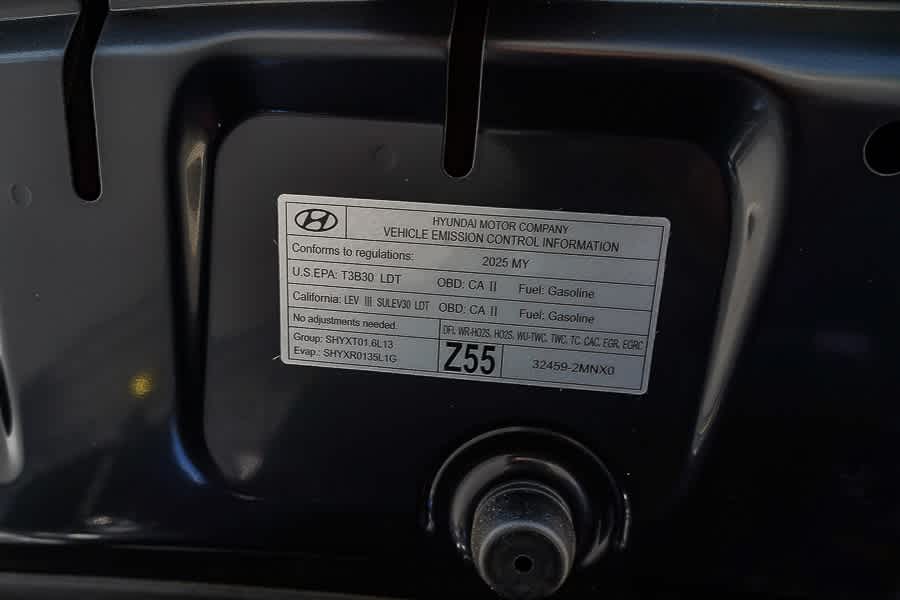 HYUNDAI MOTOR COMPANY
VEHICLE EMISSION CONTROL INFORMATION
Conforms to regulations: 2025 MY
U.S.EPA: T3B30 LDT OBD: CA II Fuel: Gasoline
California: LEV III SULEV30 LDT OBD: CA II Fuel: Gasoline
No adjustments needed.
DFI, WR-HO2S, HO2S, WU-TWC, TWC, TC, CAC, EGR, EGRC
Group: SHYXT01.6L13
Evap.: SHYXR0135L1G
Z55
32459-2MNX0